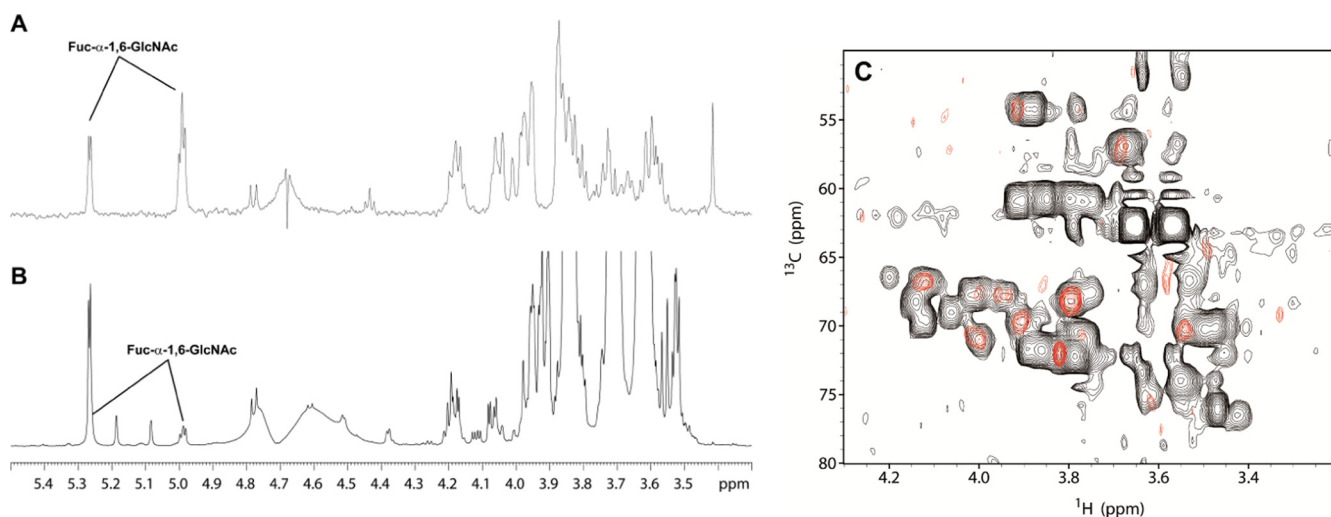 A
Fuc-α-1,6-GlcNAc
B
Fuc-α-1,6-GlcNAc
5.4 5.3 5.2 5.1 5.0 4.9 4.8 4.7 4.6 4.5 4.4 4.3 4.2 4.1 4.0 3.9 3.8 3.7 3.6 3.5 ppm
C
55
60
65
70
75
80
¹³C (ppm)
4.2 4.0 3.8 3.6 3.4
¹H (ppm)